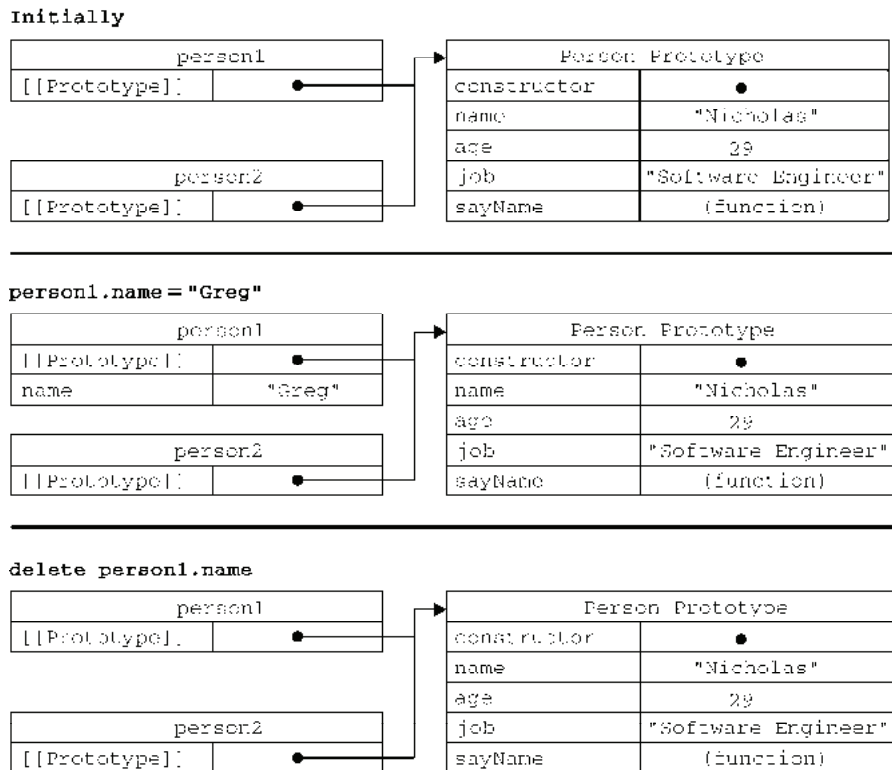 Initially
person1
[[Prototype]]
person2
[[Prototype]]
Person Prototype
constructor
name "Nicholas"
age 29
job "Software Engineer"
sayName (function)
person1.name = "Greg"
person1
[[Prototype]]
name "Greg"
person2
[[Prototype]]
Person Prototype
constructor
name "Nicholas"
age 29
job "Software Engineer"
sayName (function)
delete person1.name
person1
[[Prototype]
person2
[[Prototype]]
Person Prototype
constructor
name "Nicholas"
age 29
job "Software Engineer"
sayName (function)